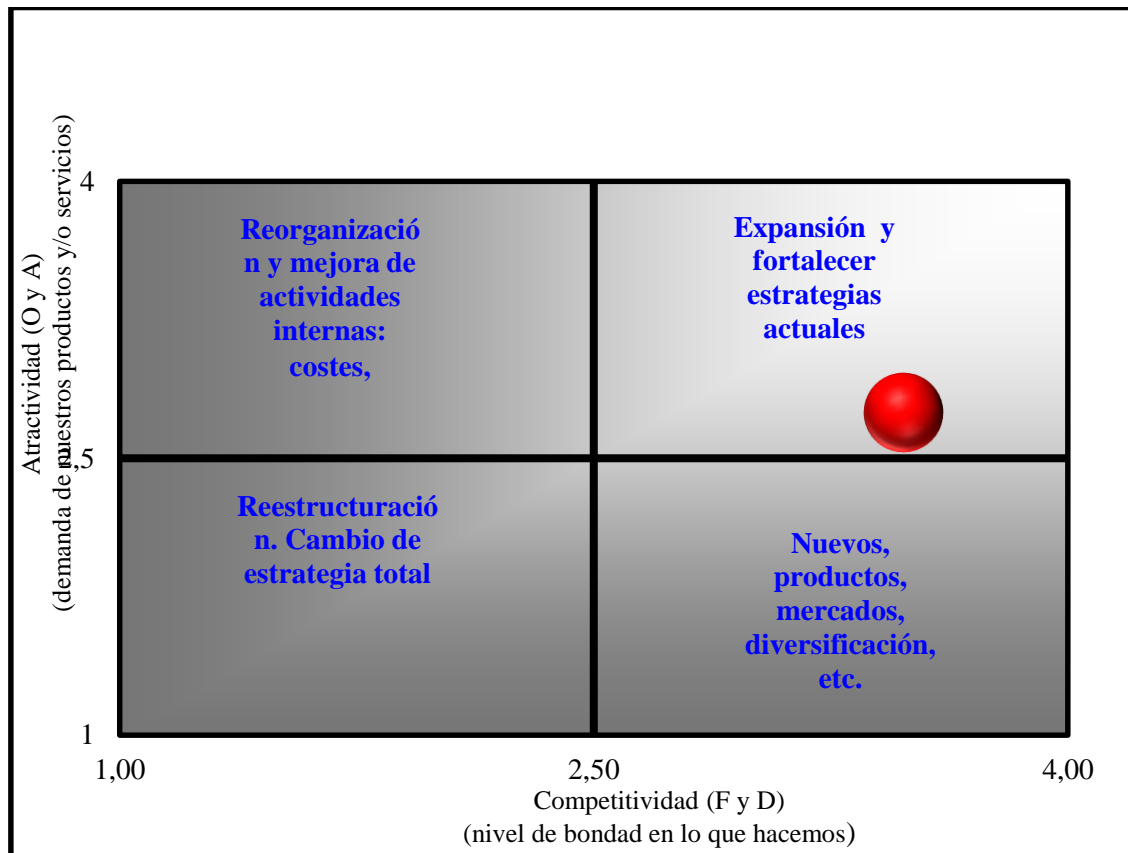 Atractividad (O y A)
(demanda de nuestros productos y/o servicios)
4
Reorganizació
n y mejora de
actividades
internas:
costes,
Expansión y
fortalecer
estrategias
actuales
,5
Reestructuració
n. Cambio de
estrategia total
Nuevos,
productos,
mercados,
diversificación,
etc.
1
1,00
2,50
4,00
Competitividad (F y D)
(nivel de bondad en lo que hacemos)